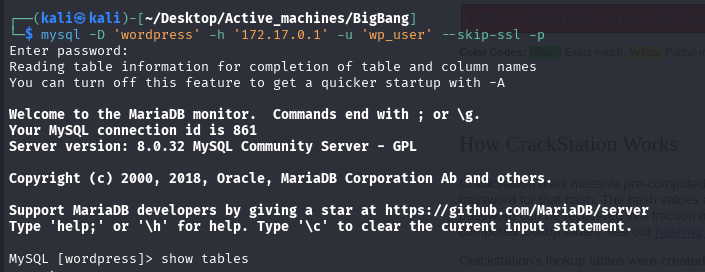 ┌──(kali㉿kali)-[~/Desktop/Active_machines/BigBang]
└─$ mysql -D 'wordpress' -h '172.17.0.1' -u 'wp_user' --skip-ssl -p
Enter password:
Reading table information for completion of table and column names
You can turn off this feature to get a quicker startup with -A
Color Codes: Green Exact match, Yellow Partial
Welcome to the MariaDB monitor.  Commands end with ; or \g.
Your MySQL connection id is 861
Server version: 8.0.32 MySQL Community Server - GPL
How CrackStation Works
Copyright (c) 2000, 2018, Oracle, MariaDB Corporation Ab and others.
Support MariaDB developers by giving a star at https://github.com/MariaDB/server
Type 'help;' or '\h' for help. Type '\c' to clear the current input statement.
MySQL [wordpress]> show tables
CrackStation's lookup tables were created